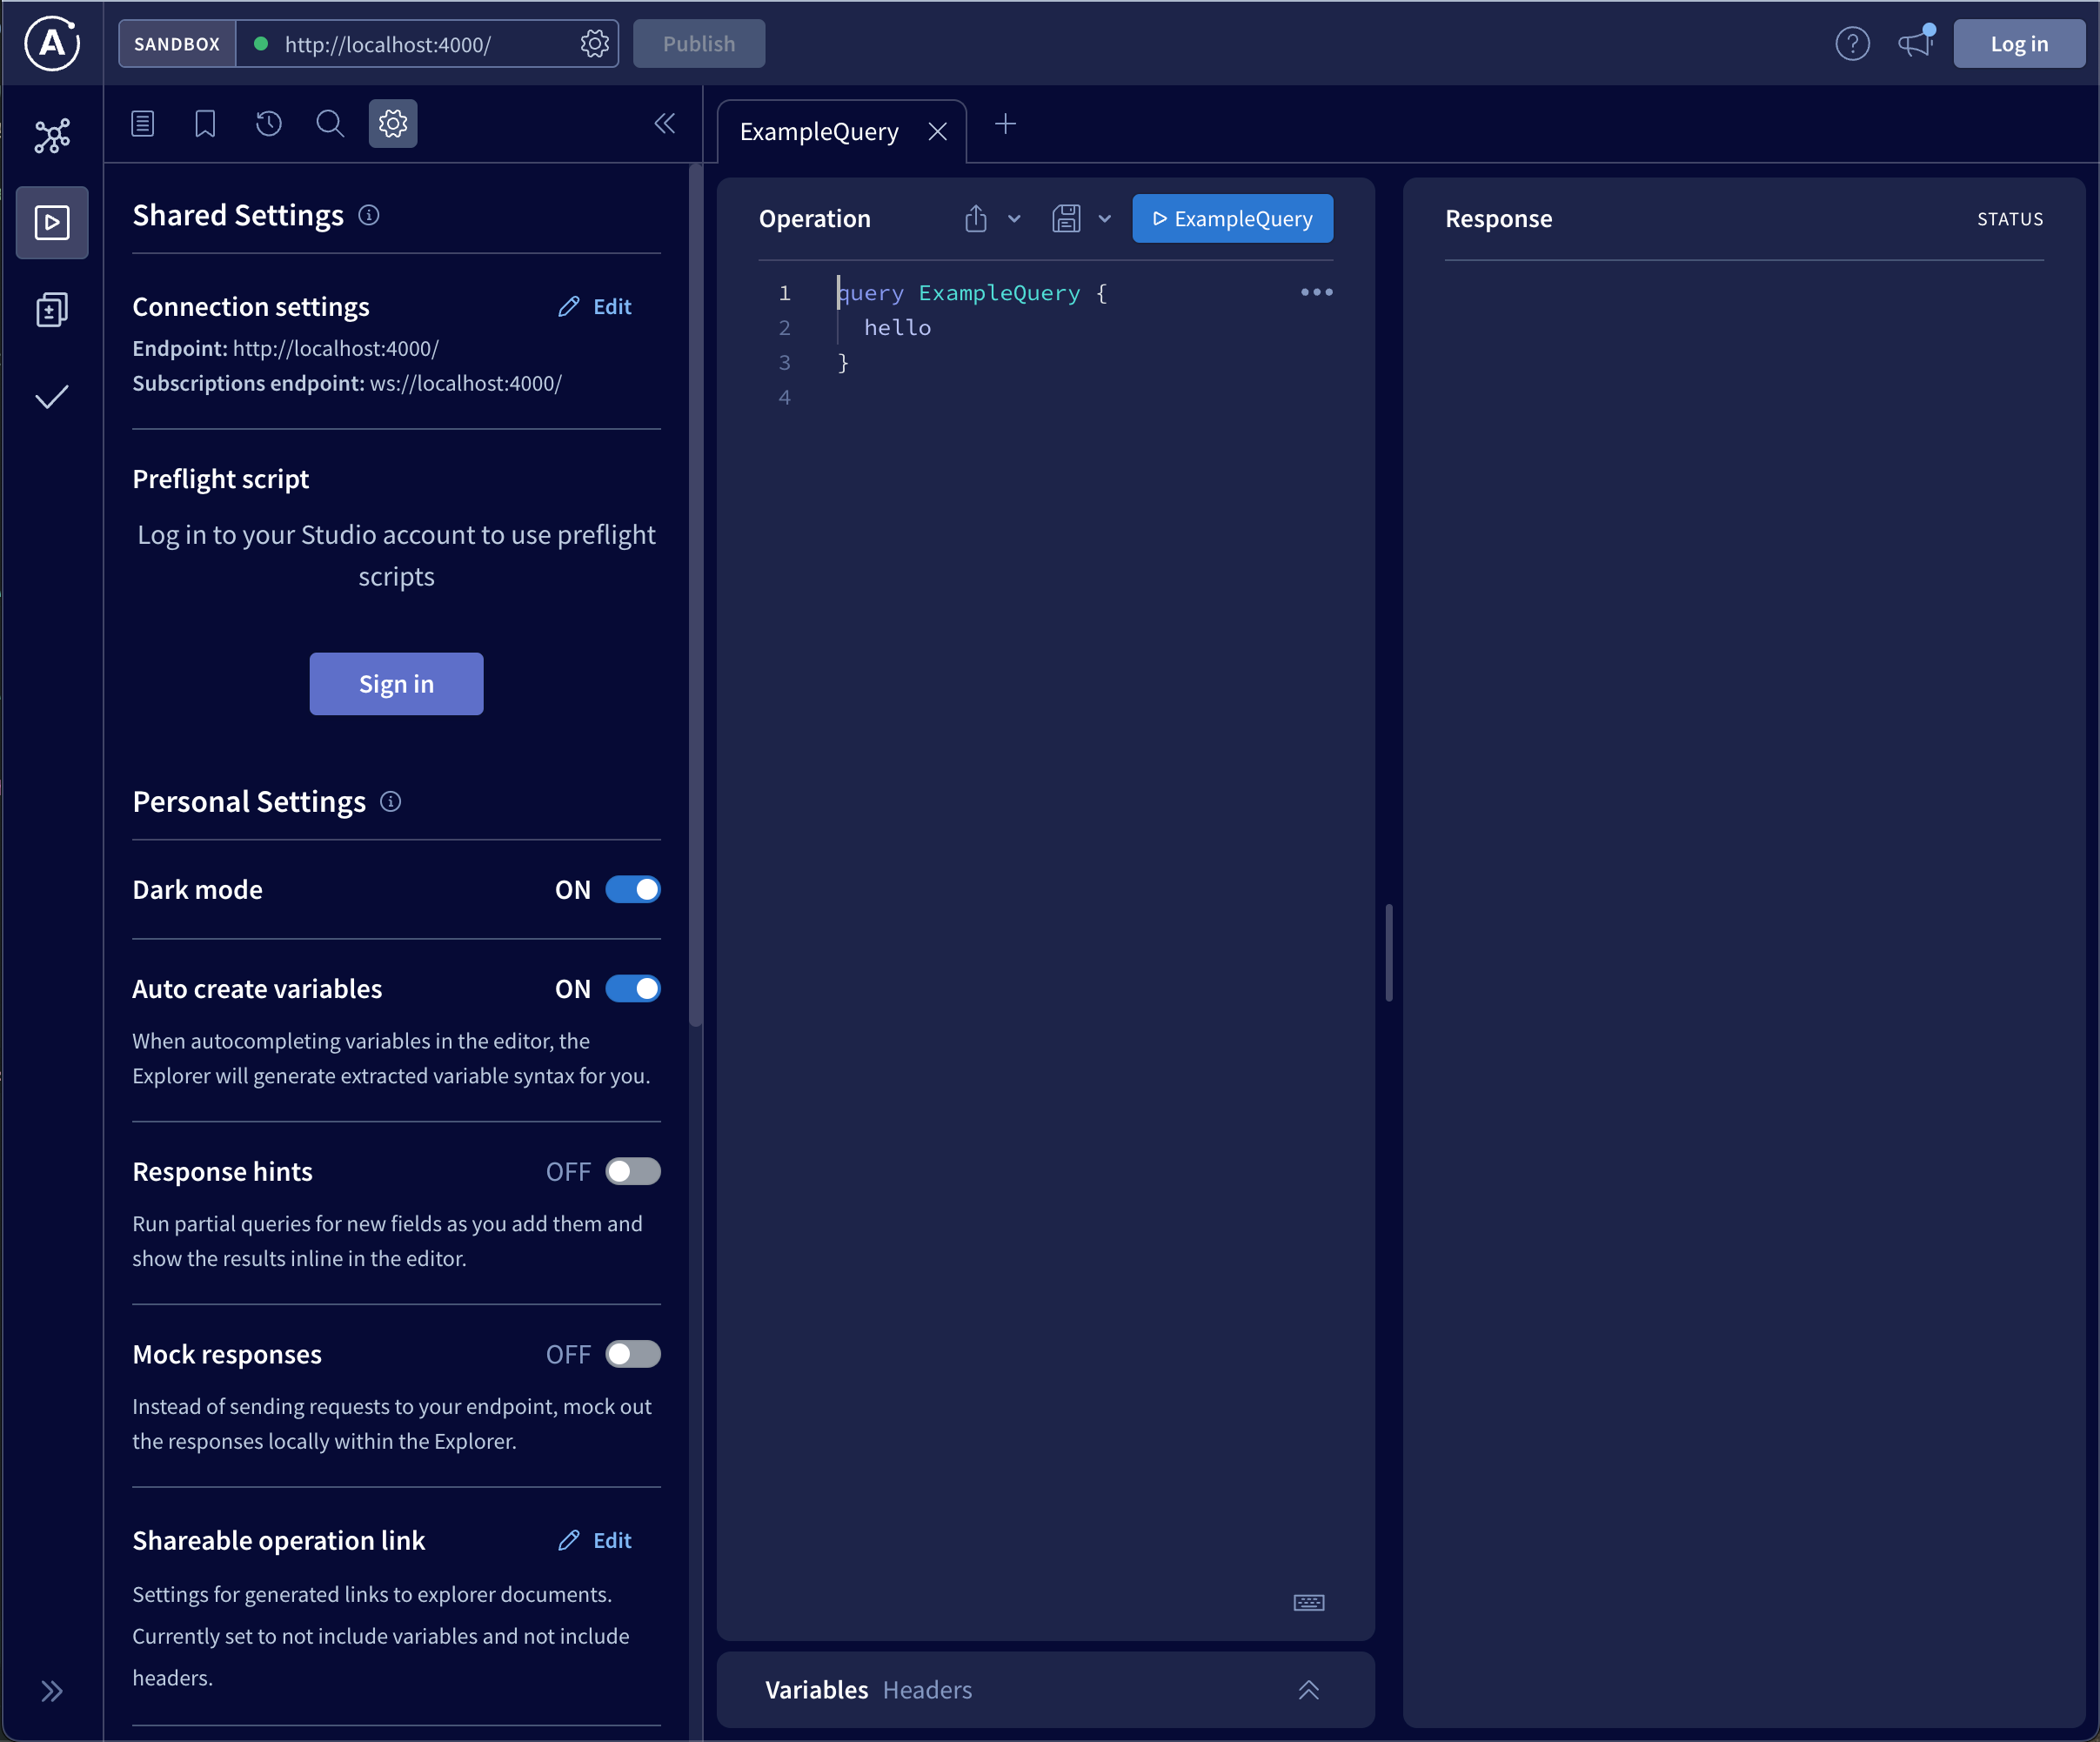 SANDBOX
http://localhost:4000/
Publish
Log in
ExampleQuery
Shared Settings
Connection settings
Edit
Endpoint: http://localhost:4000/
Subscriptions endpoint: ws://localhost:4000/
Preflight script
Log in to your Studio account to use preflight
scripts
Sign in
Personal Settings
Dark mode
ON
Auto create variables
ON
When autocompleting variables in the editor, the
Explorer will generate extracted variable syntax for you.
Response hints
OFF
Run partial queries for new fields as you add them and
show the results inline in the editor.
Mock responses
OFF
Instead of sending requests to your endpoint, mock out
the responses locally within the Explorer.
Shareable operation link
Edit
Settings for generated links to explorer documents.
Currently set to not include variables and not include
headers.
Operation
ExampleQuery
1 query ExampleQuery {
2 hello
3 }
4
Variables Headers
Response
STATUS